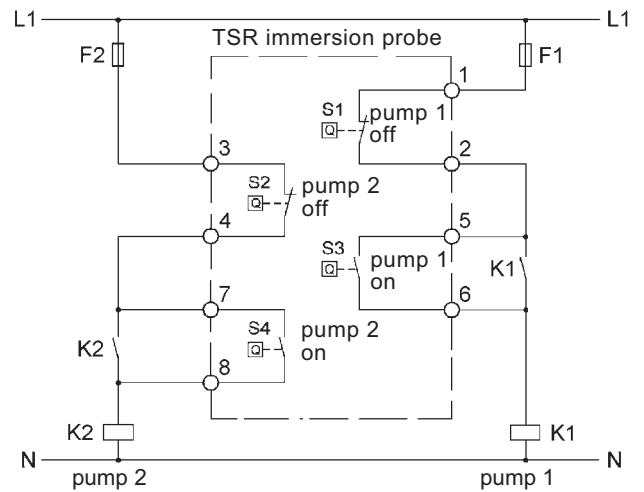 L1 L1
TSR immersion probe
F2 F1
1
S1 pump 1
Q off
3 2
S2 pump 2
Q off
4 5
S3 pump 1
Q on
K1
7 6
S4 pump 2
K2 Q on
8
K2 K1
N N
pump 2 pump 1